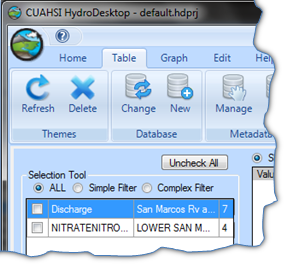 CUAHSI HydroDesktop - default.hdprj
Home Table Graph Edit
Refresh Delete Change New Manage
Themes Database
Uncheck All
Selection Tool
ALL Simple Filter Complex Filter
Discharge San Marcos Rv a... 7
NITRATENITRO... LOWER SAN M... 4